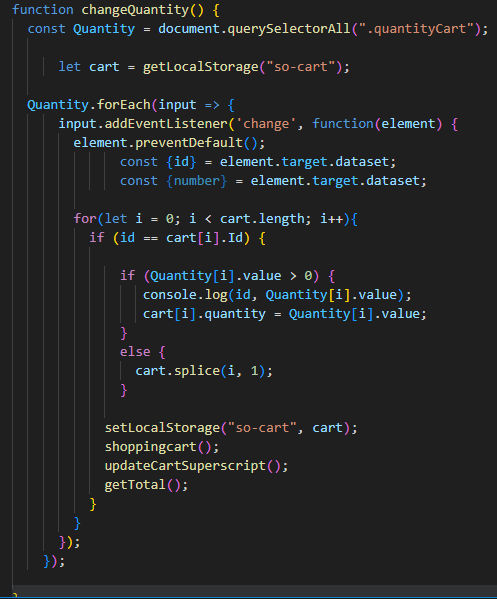 function changeQuantity() {
const Quantity = document.querySelectorAll(".quantityCart");
let cart = getLocalStorage("so-cart");
Quantity.forEach(input => {
input.addEventListener('change', function(element) {
element.preventDefault();
const {id} = element.target.dataset;
const {number} = element.target.dataset;
for(let i = 0; i < cart.length; i++){
if (id == cart[i].Id) {
if (Quantity[i].value > 0) {
console.log(id, Quantity[i].value);
cart[i].quantity = Quantity[i].value;
}
else {
cart.splice(i, 1);
}
setLocalStorage("so-cart", cart);
shoppingcart();
updateCartSuperscript();
getTotal();
}
}
});
});
}